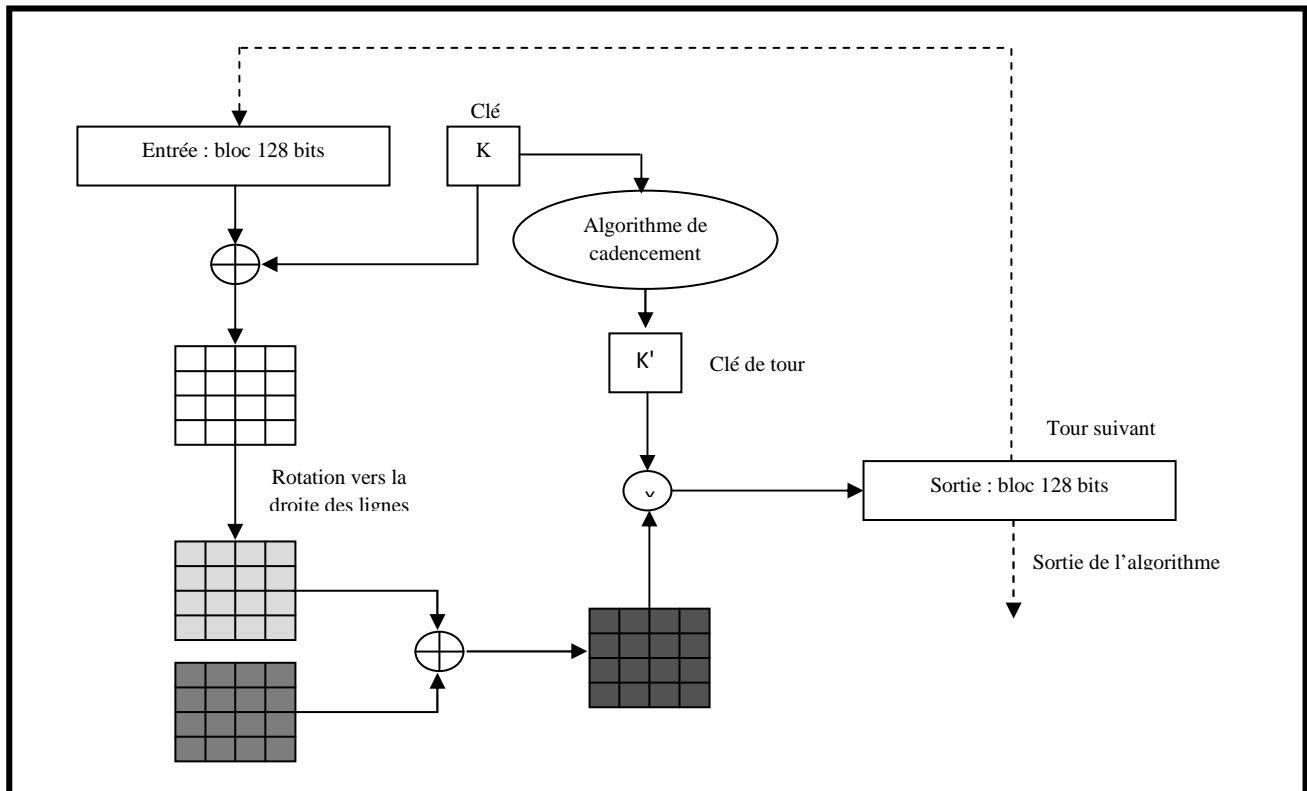 Clé
Entrée : bloc 128 bits
K
Algorithme de
cadencement
K'
Clé de tour
Tour suivant
Rotation vers la
droite des lignes
Sortie : bloc 128 bits
Sortie de l’algorithme